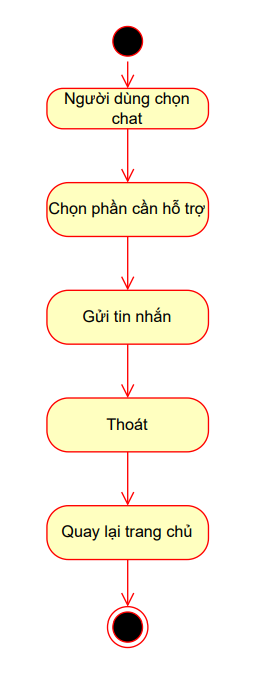 Người dùng chọn
chat
Chọn phần cần hỗ trợ
Gửi tin nhắn
Thoát
Quay lại trang chủ